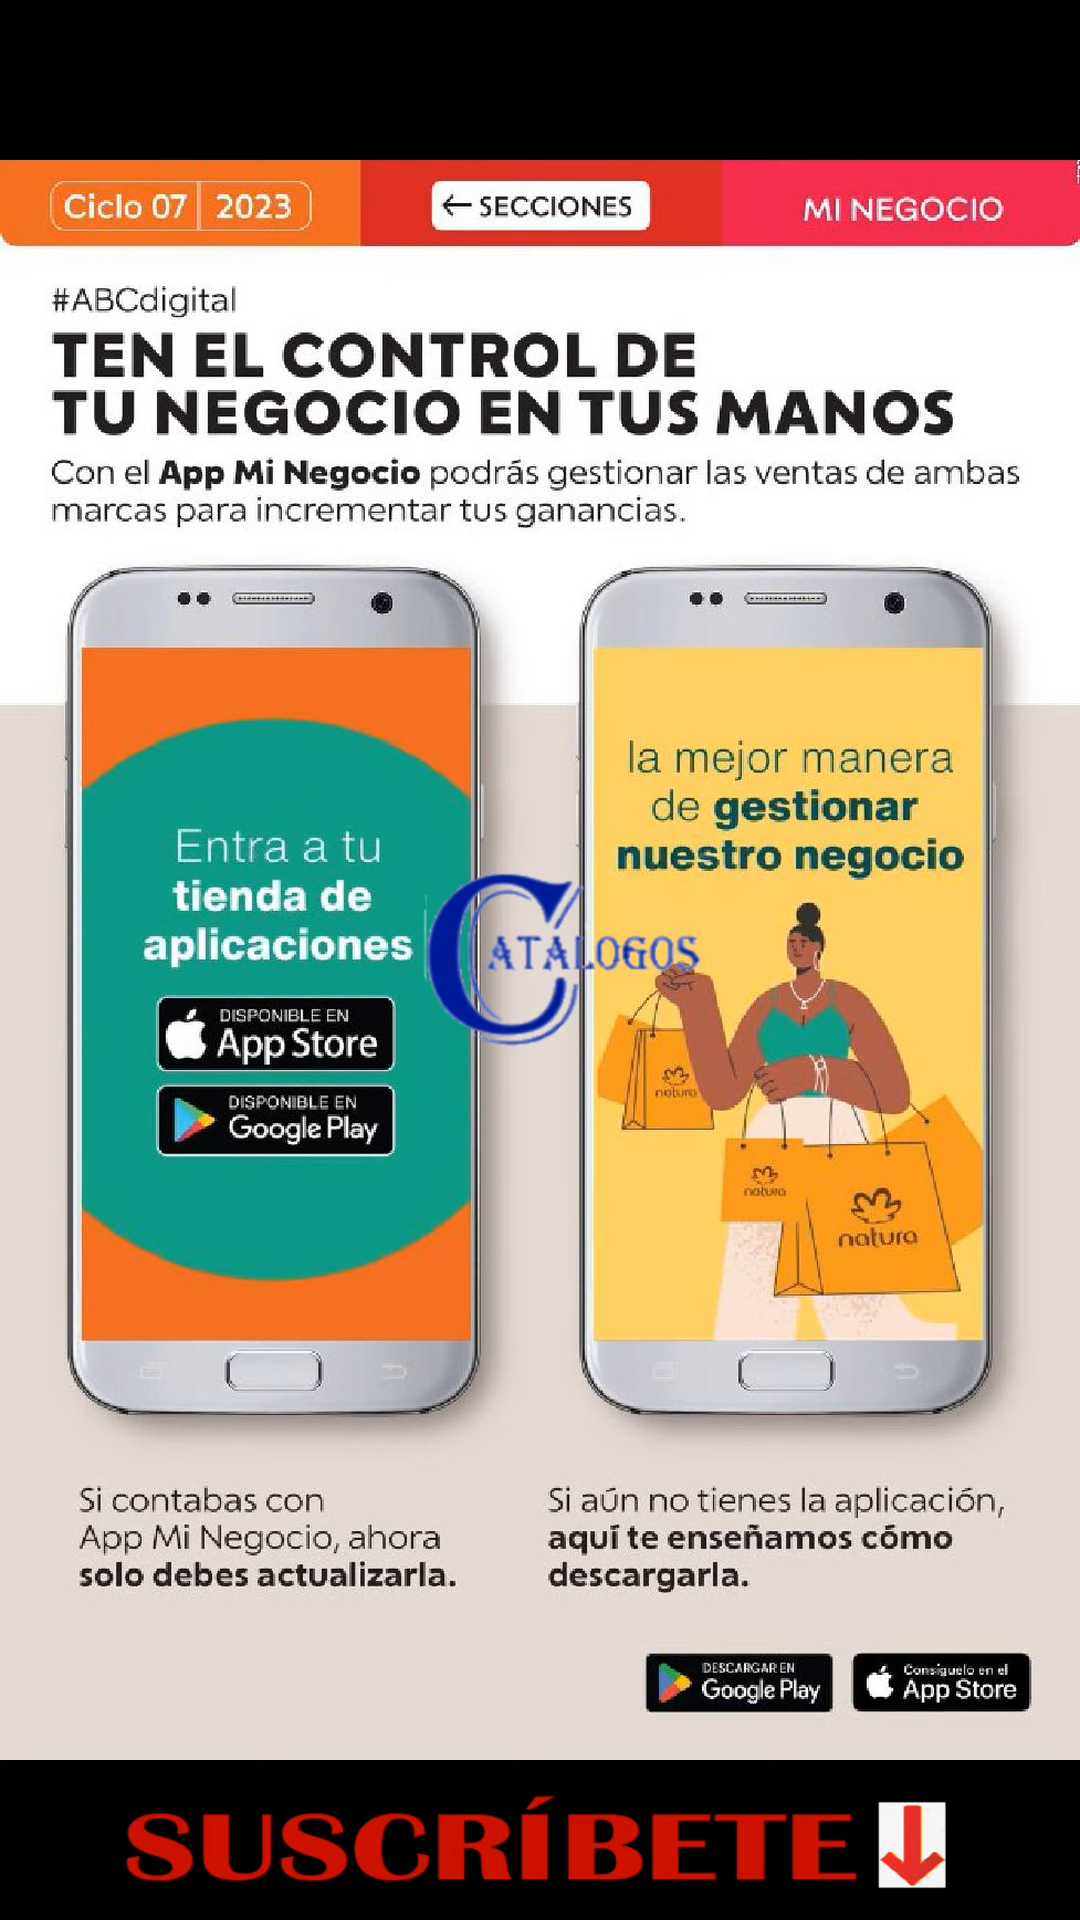 Ciclo 07 2023
← SECCIONES
MI NEGOCIO
#ABCdigital
TEN EL CONTROL DE
TU NEGOCIO EN TUS MANOS
Con el App Mi Negocio podrás gestionar las ventas de ambas
marcas para incrementar tus ganancias.
Entra a tu
tienda de
aplicaciones
DISPONIBLE EN
App Store
DISPONIBLE EN
Google Play
la mejor manera
de gestionar
nuestro negocio
CATALOGOS
natura
natura
natura
Si contabas con
App Mi Negocio, ahora
solo debes actualizarla.
Si aún no tienes la aplicación,
aquí te enseñamos cómo
descargarla.
DESCARGAR EN
Google Play
Consíguelo en el
App Store
SUSCRÍBETE